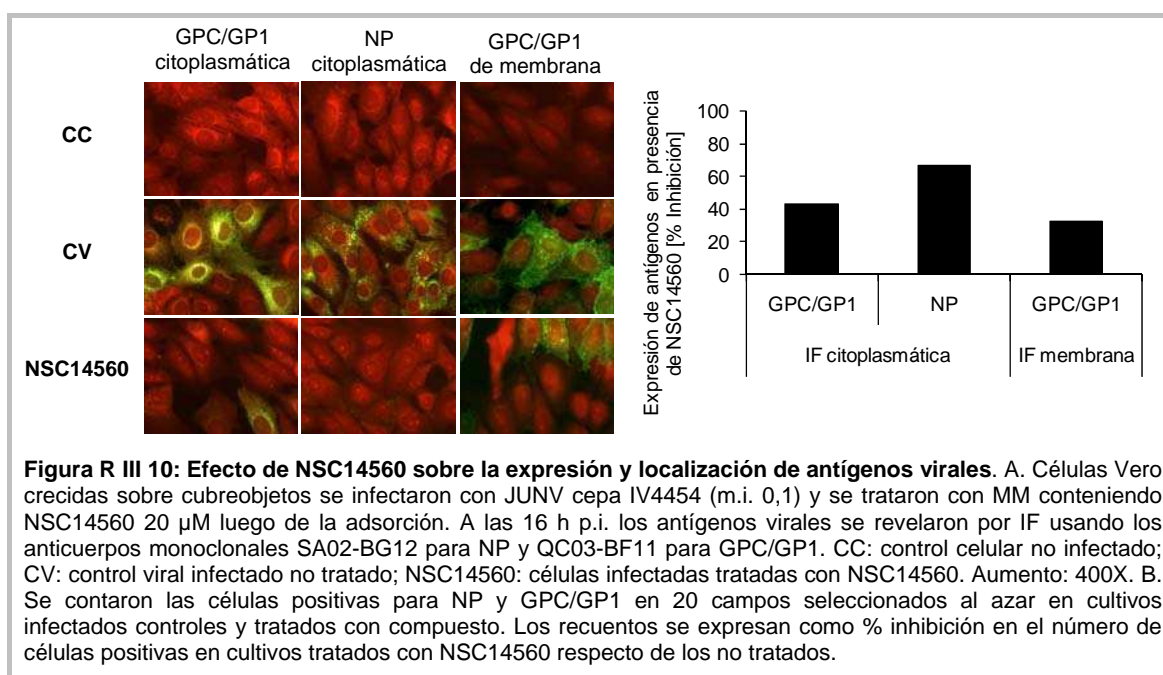 GPC/GP1
citoplasmática
NP
citoplasmática
GPC/GP1
de membrana
CC
CV
NSC14560
Expresión de antígenos en presencia
de NSC14560 [% Inhibición]
100
80
60
40
20
0
GPC/GP1
NP
GPC/GP1
IF citoplasmática
IF membrana
Figura R III 10: Efecto de NSC14560 sobre la expresión y localización de antígenos virales. A. Células Vero
crecidas sobre cubreobjetos se infectaron con JUNV cepa IV4454 (m.i. 0,1) y se trataron con MM conteniendo
NSC14560 20 µM luego de la adsorción. A las 16 h p.i. los antígenos virales se revelaron por IF usando los
anticuerpos monoclonales SA02-BG12 para NP y QC03-BF11 para GPC/GP1. CC: control celular no infectado;
CV: control viral infectado no tratado; NSC14560: células infectadas tratadas con NSC14560. Aumento: 400X. B.
Se contaron las células positivas para NP y GPC/GP1 en 20 campos seleccionados al azar en cultivos
infectados controles y tratados con compuesto. Los recuentos se expresan como % inhibición en el número de
células positivas en cultivos tratados con NSC14560 respecto de los no tratados.